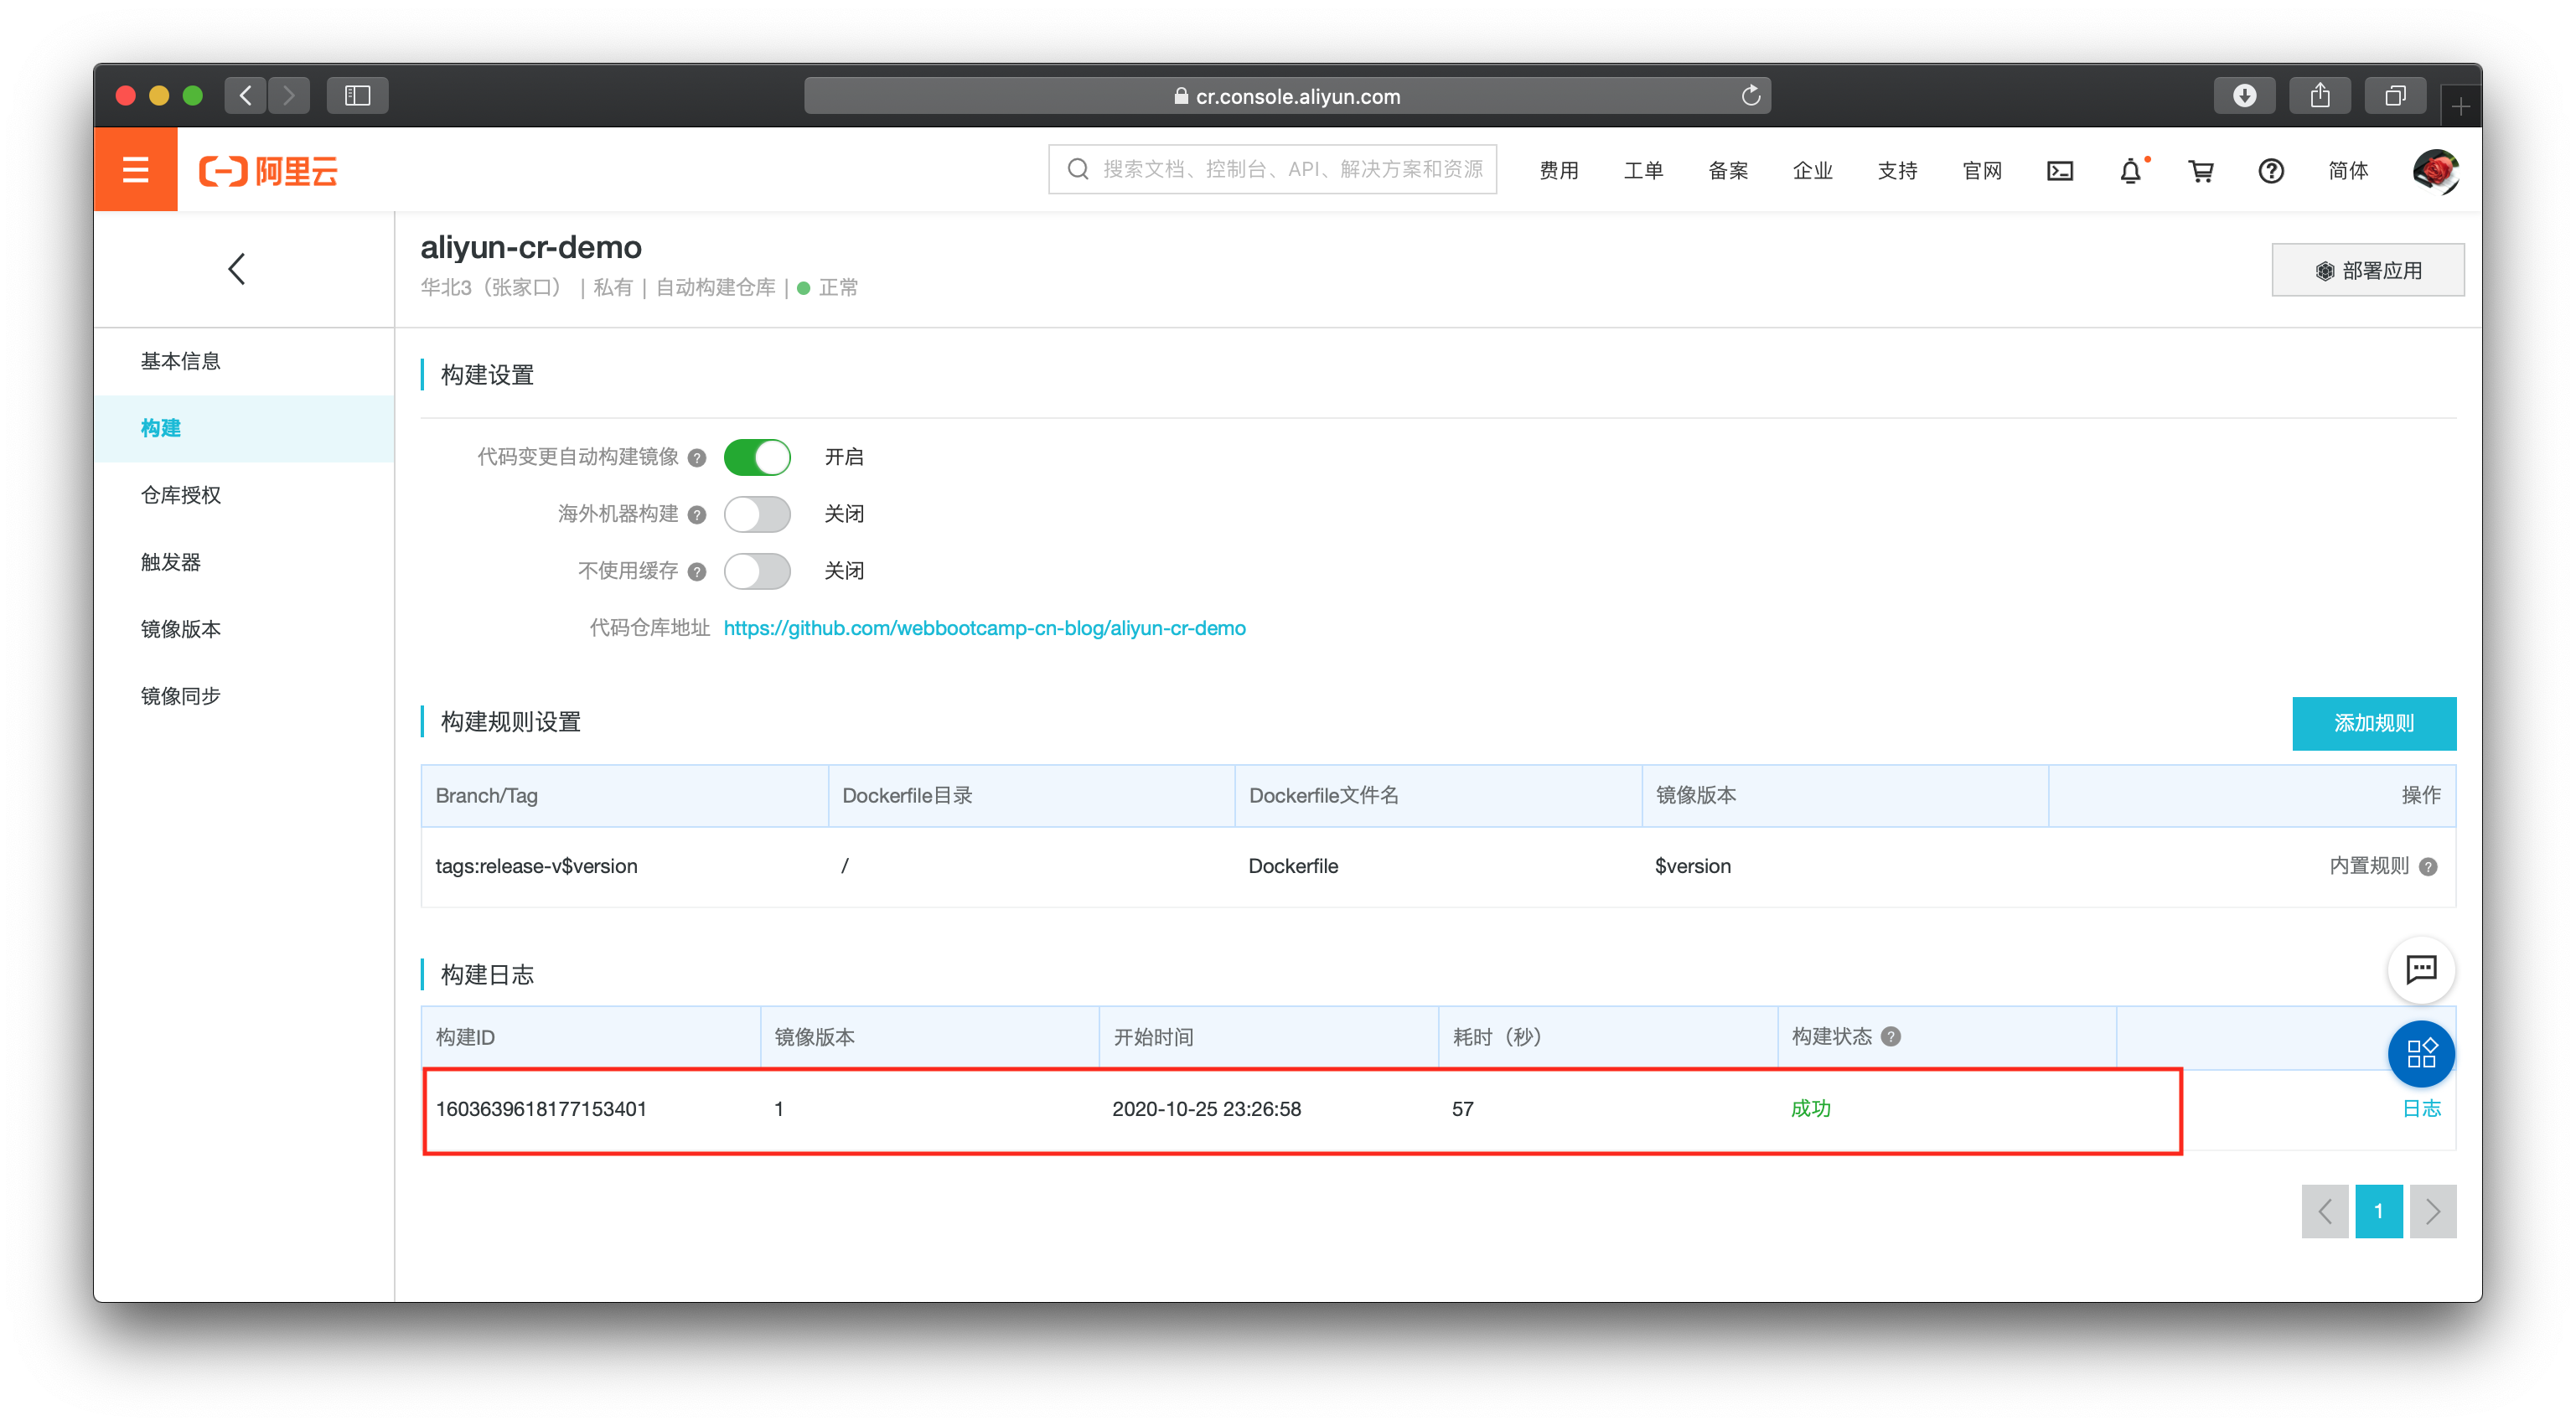 cr.console.aliyun.com
阿里云
搜索文档、控制台、API、解决方案和资源
费用 工单 备案 企业 支持 官网 简体
aliyun-cr-demo
华北3（张家口） | 私有 | 自动构建仓库 | 正常
部署应用
基本信息
构建
仓库授权
触发器
镜像版本
镜像同步
构建设置
代码变更自动构建镜像 ? 开启
海外机器构建 ? 关闭
不使用缓存 ? 关闭
代码仓库地址 https://github.com/webbootcamp-cn-blog/aliyun-cr-demo
构建规则设置
添加规则
Branch/Tag Dockerfile目录 Dockerfile文件名 镜像版本 操作
tags:release-v$version / Dockerfile $version 内置规则 ?
构建日志
构建ID 镜像版本 开始时间 耗时（秒） 构建状态 ?
1603639618177153401 1 2020-10-25 23:26:58 57 成功 日志
1